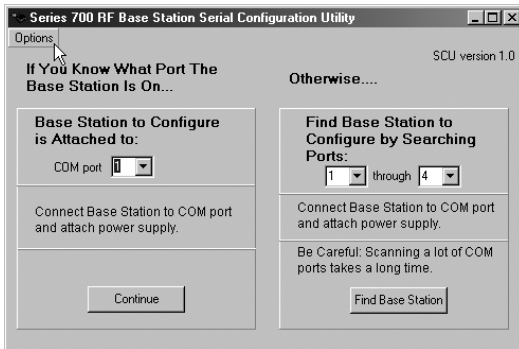 Series 700 RF Base Station Serial Configuration Utility
Options
SCU version 1.0
If You Know What Port The
Base Station Is On...
Otherwise....
Base Station to Configure
is Attached to:
COM port 1
Connect Base Station to COM port
and attach power supply.
Continue
Find Base Station to
Configure by Searching
Ports:
1 through 4
Connect Base Station to COM port
and attach power supply.
Be Careful: Scanning a lot of COM
ports takes a long time.
Find Base Station